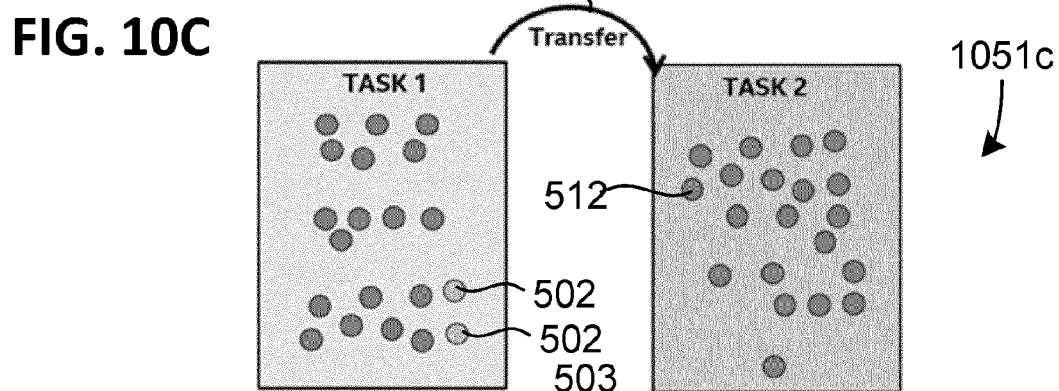 FIG. 10C
Transfer
1051c
TASK 1
TASK 2
512
502
502
503